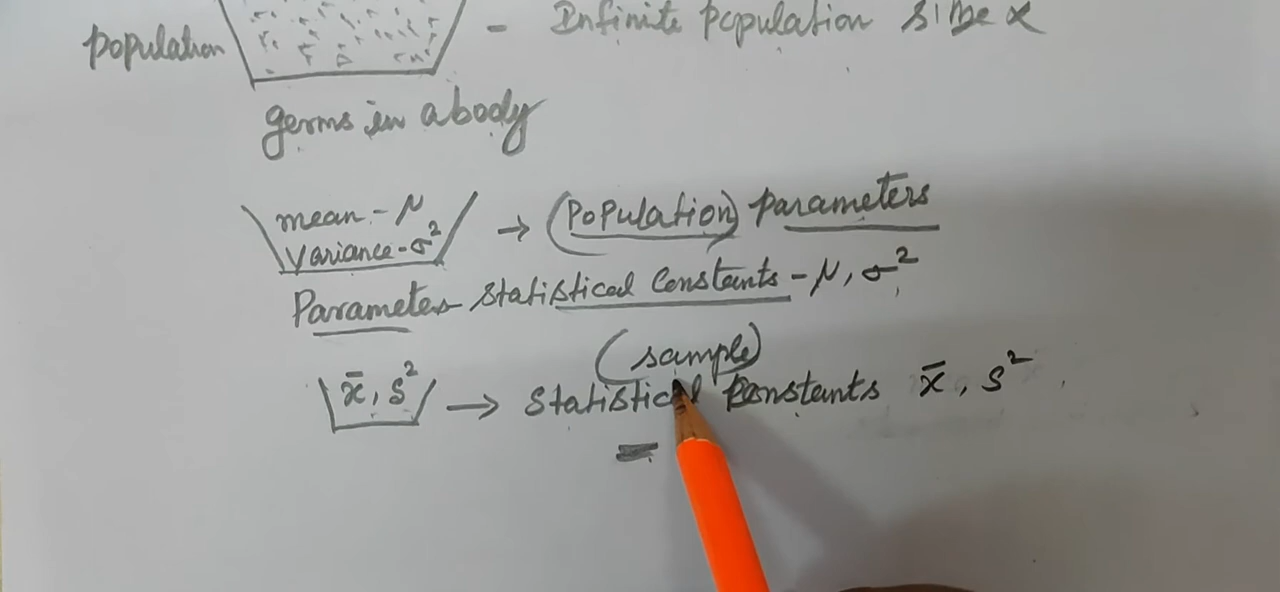 population - Infinite population size ∝
germs in a body
mean - μ → (Population) Parameters
Variance - σ²
Parameter Statistical Constants - μ, σ²
(sample)
x̄, s² → Statistical Constants x̄, s²